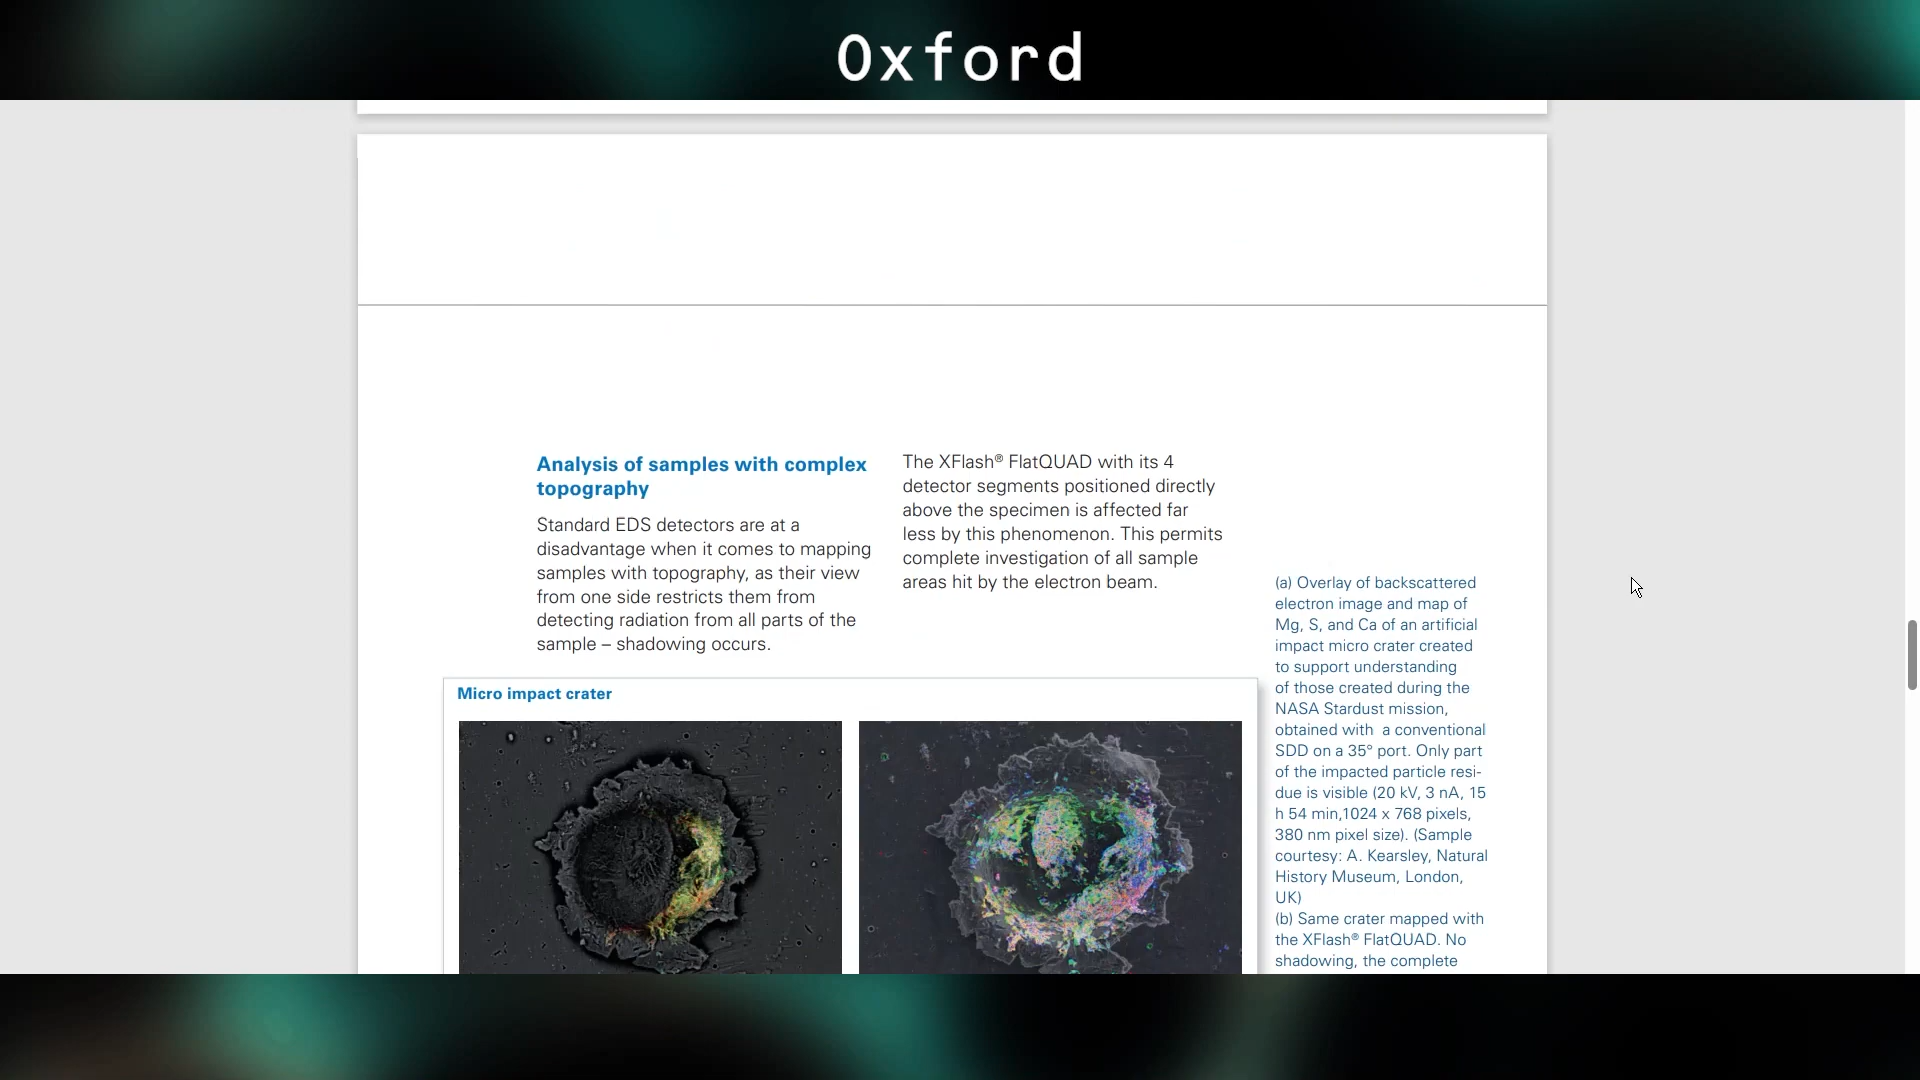 Oxford
Analysis of samples with complex
topography
Standard EDS detectors are at a
disadvantage when it comes to mapping
samples with topography, as their view
from one side restricts them from
detecting radiation from all parts of the
sample – shadowing occurs.
The XFlash® FlatQUAD with its 4
detector segments positioned directly
above the specimen is affected far
less by this phenomenon. This permits
complete investigation of all sample
areas hit by the electron beam.
Micro impact crater
(a) Overlay of backscattered
electron image and map of
Mg, S, and Ca of an artificial
impact micro crater created
to support understanding
of those created during the
NASA Stardust mission,
obtained with  a conventional
SDD on a 35° port. Only part
of the impacted particle resi-
due is visible (20 kV, 3 nA, 15
h 54 min,1024 x 768 pixels,
380 nm pixel size). (Sample
courtesy: A. Kearsley, Natural
History Museum, London,
UK)
(b) Same crater mapped with
the XFlash® FlatQUAD. No
shadowing, the complete